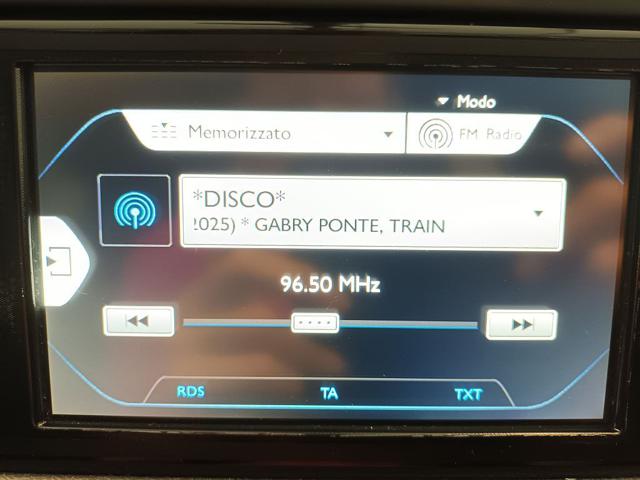 Modo
Memorizzato
FM Radio
*DISCO*
!025) * GABRY PONTE, TRAIN
96.50 MHz
RDS TA TXT